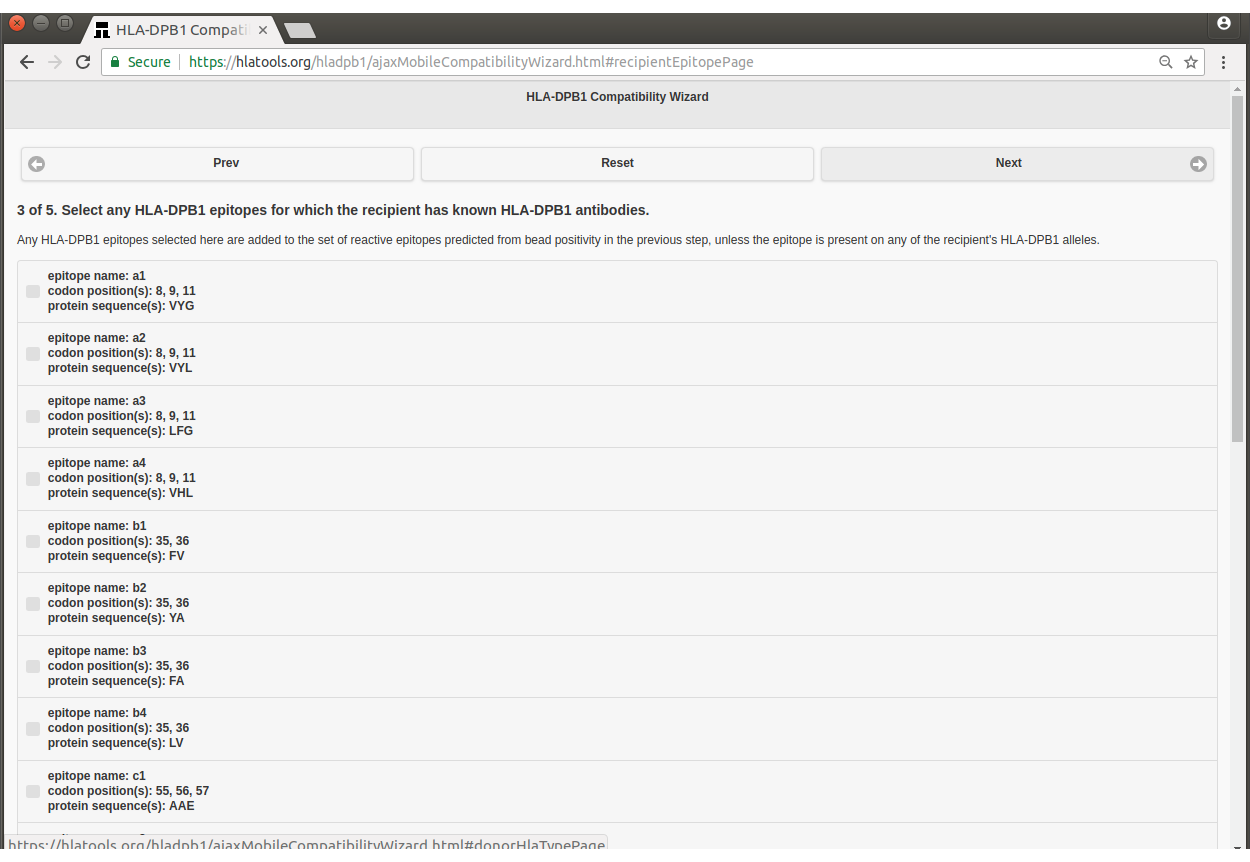 HLA-DPB1 Compati
Secure https://hlatools.org/hladpb1/ajaxMobileCompatibilityWizard.html#recipientEpitopePage
HLA-DPB1 Compatibility Wizard
Prev Reset Next
3 of 5. Select any HLA-DPB1 epitopes for which the recipient has known HLA-DPB1 antibodies.
Any HLA-DPB1 epitopes selected here are added to the set of reactive epitopes predicted from bead positivity in the previous step, unless the epitope is present on any of the recipient's HLA-DPB1 alleles.
epitope name: a1
codon position(s): 8, 9, 11
protein sequence(s): VYG
epitope name: a2
codon position(s): 8, 9, 11
protein sequence(s): VYL
epitope name: a3
codon position(s): 8, 9, 11
protein sequence(s): LFG
epitope name: a4
codon position(s): 8, 9, 11
protein sequence(s): VHL
epitope name: b1
codon position(s): 35, 36
protein sequence(s): FV
epitope name: b2
codon position(s): 35, 36
protein sequence(s): YA
epitope name: b3
codon position(s): 35, 36
protein sequence(s): FA
epitope name: b4
codon position(s): 35, 36
protein sequence(s): LV
epitope name: c1
codon position(s): 55, 56, 57
protein sequence(s): AAE
https://hlatools.org/hladpb1/ajaxMobileCompatibilityWizard.html#donorHlaTypePage